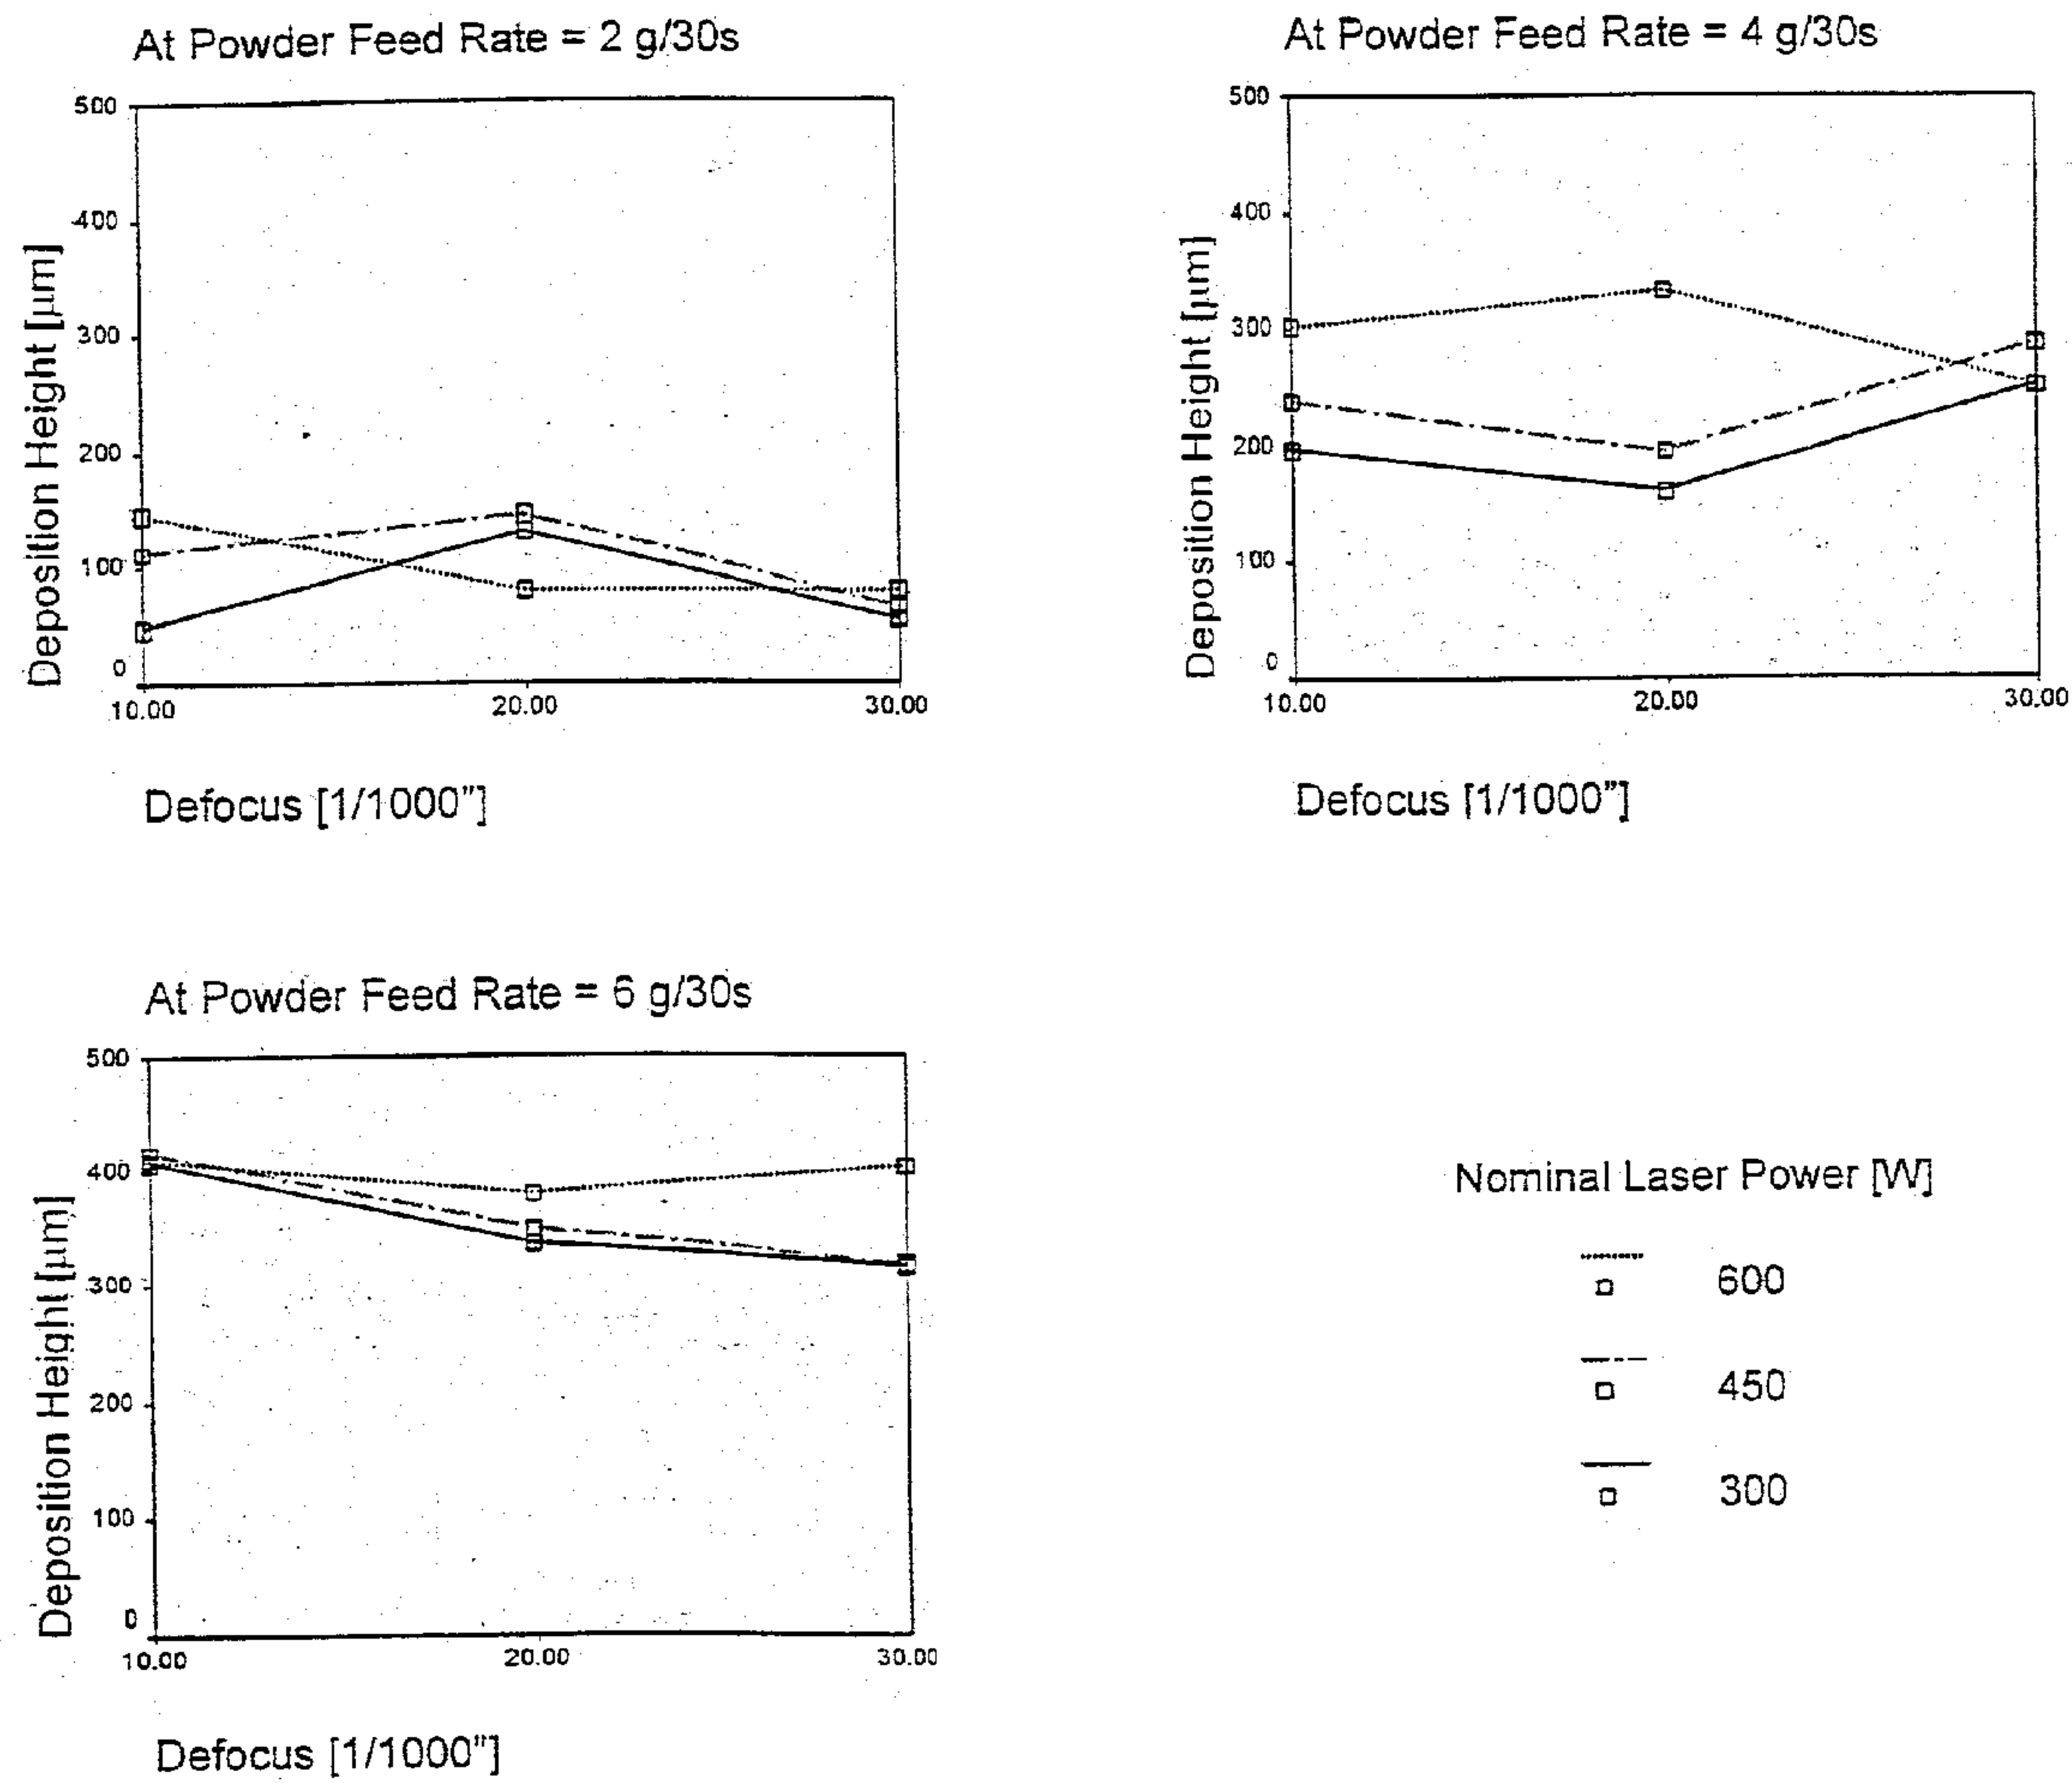 At Powder Feed Rate = 2 g/30s
500
400
300
200
100
0
Deposition Height [µm]
10.00 20.00 30.00
Defocus [1/1000"]
At Powder Feed Rate = 4 g/30s
500
400
300
200
100
0
Deposition Height [µm]
10.00 20.00 30.00
Defocus [1/1000"]
At Powder Feed Rate = 6 g/30s
500
400
300
200
100
0
Deposition Height [µm]
10.00 20.00 30.00
Defocus [1/1000"]
Nominal Laser Power [W]
600
450
300